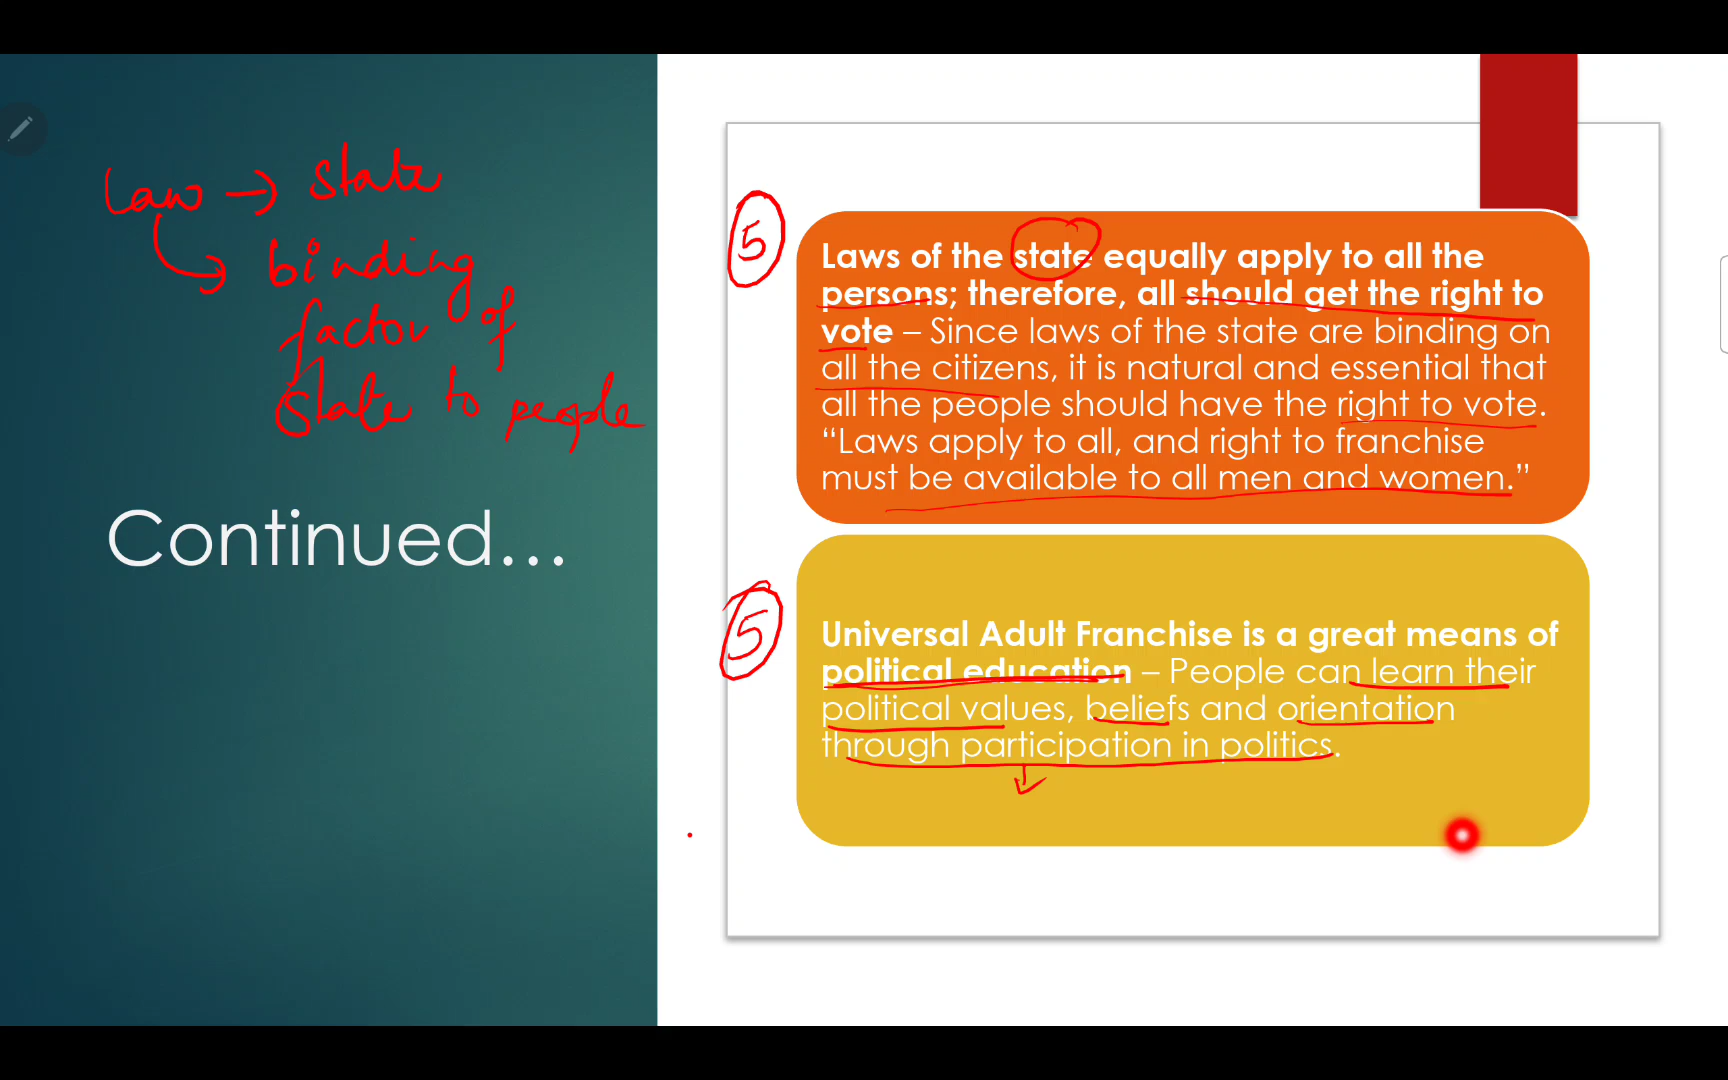 Law → state
binding
factor of
state to people
Continued...
5
Laws of the state equally apply to all the
persons; therefore, all should get the right to
vote – Since laws of the state are binding on
all the citizens, it is natural and essential that
all the people should have the right to vote.
“Laws apply to all, and right to franchise
must be available to all men and women.”
5
Universal Adult Franchise is a great means of
political education – People can learn their
political values, beliefs and orientation
through participation in politics.